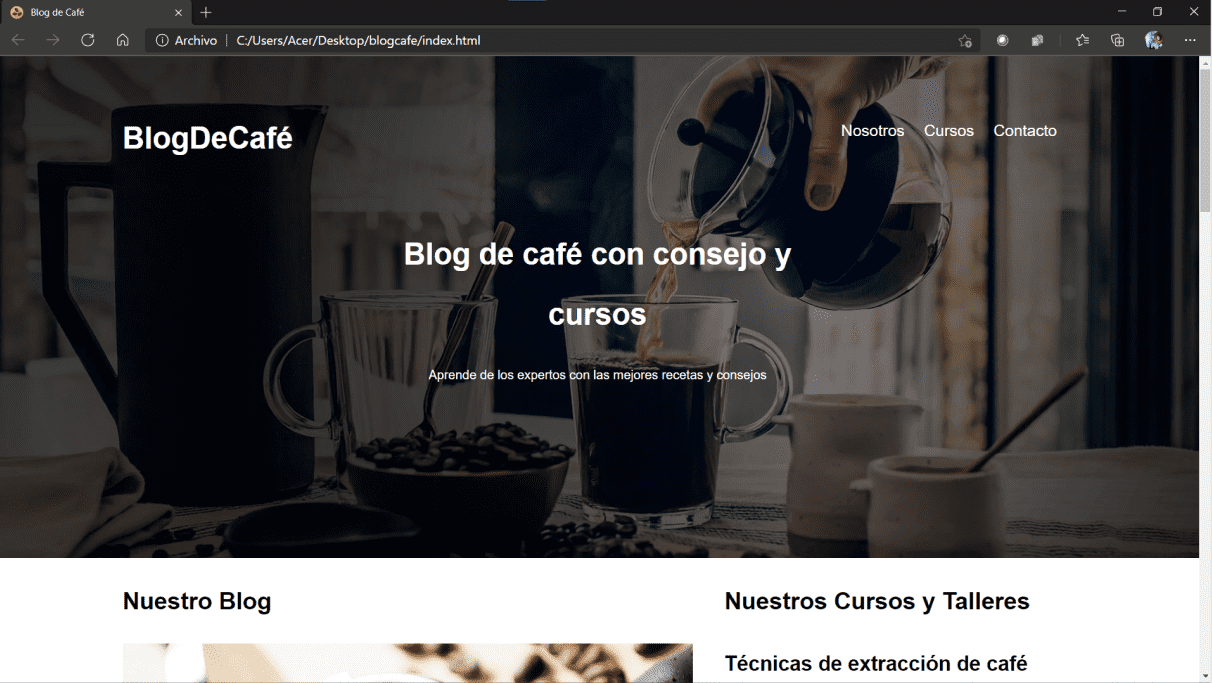 Blog de Café
Archivo | C:/Users/Acer/Desktop/blogcafe/index.html
BlogDeCafé
Nosotros Cursos Contacto
Blog de café con consejo y
cursos
Aprende de los expertos con las mejores recetas y consejos
Nuestro Blog
Nuestros Cursos y Talleres
Técnicas de extracción de café